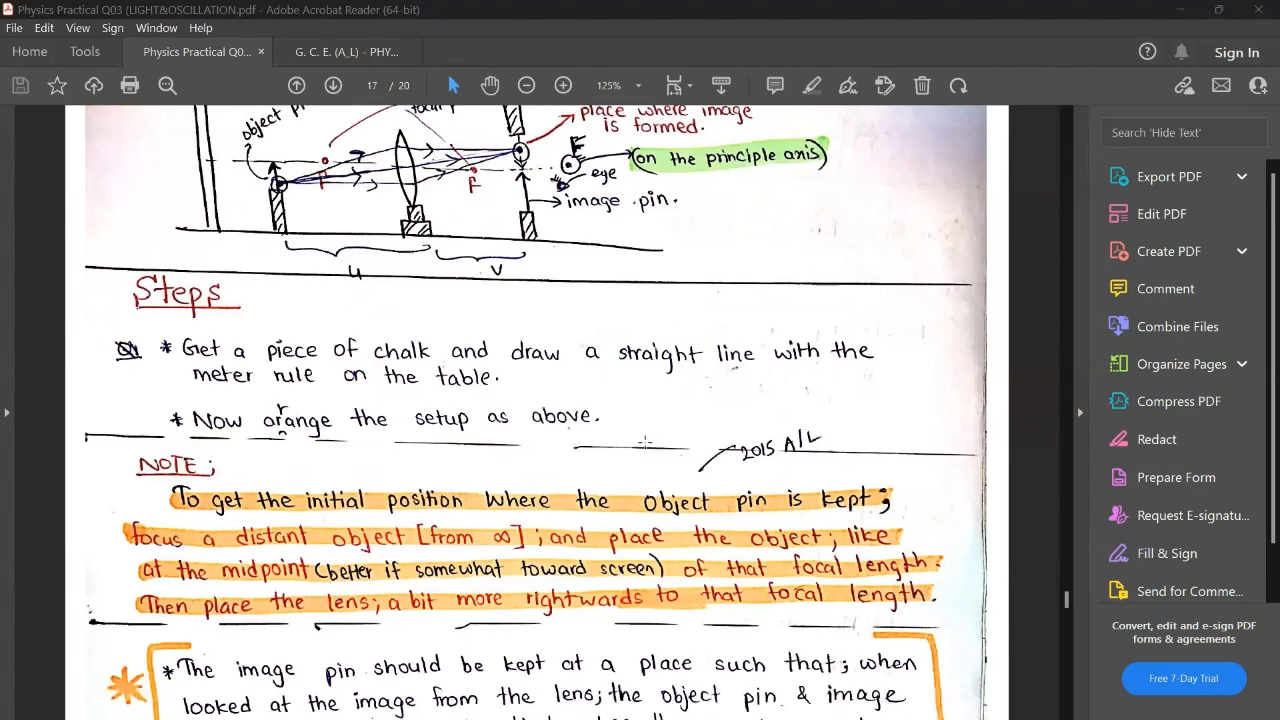 Physics Practical Q03 (LIGHT&OSCILLATION.pdf - Adobe Acrobat Reader (64-bit)
File Edit View Sign Window Help
Home Tools Physics Practical Q0... × G. C. E. (A_L) - PHY... Sign In
17 / 20 125%
object
place where image
is formed.
E
eye
(on the principle axis)
F
F
image pin.
u
v
Steps
* Get a piece of chalk and draw a straight line with the
meter rule on the table.
* Now orrange the setup as above.
2015 A/L
NOTE;
To get the initial position where the object pin is kept;
focus a distant object [from ∞]; and place the object; like
at the midpoint (better if somewhat toward screen) of that focal length.
Then place the lens; a bit more rightwards to that focal length.
* The image pin should be kept at a place such that; when
looked at the image from the lens; the object pin & image
Search 'Hide Text'
Export PDF
Edit PDF
Create PDF
Comment
Combine Files
Organize Pages
Compress PDF
Redact
Prepare Form
Request E-signatu...
Fill & Sign
Send for Comme...
Convert, edit and e-sign PDF
forms & agreements
Free 7-Day Trial